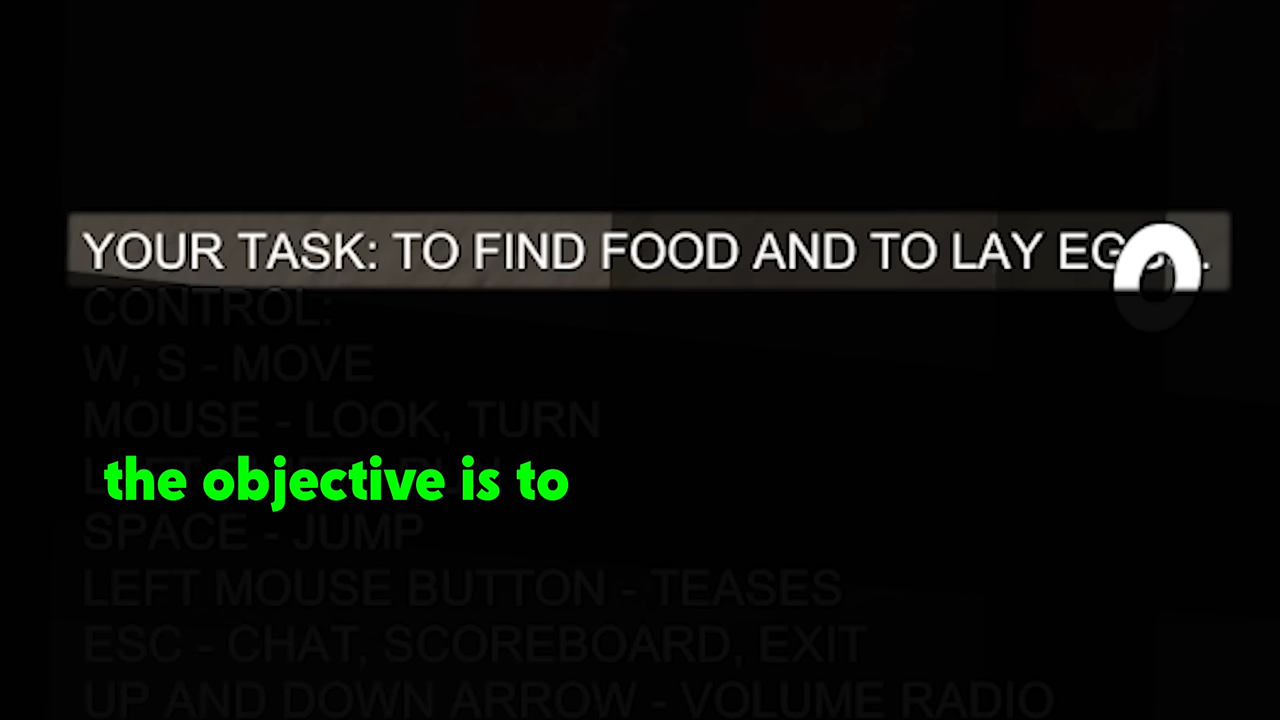 YOUR TASK: TO FIND FOOD AND TO LAY
CONTROL:
W, S - MOVE
MOUSE - LOOK, TURN
the objective is to
SPACE - JUMP
LEFT MOUSE BUTTON - TEASES
ESC - CHAT, SCOREBOARD, EXIT
UP AND DOWN ARROW - VOLUME RADIO